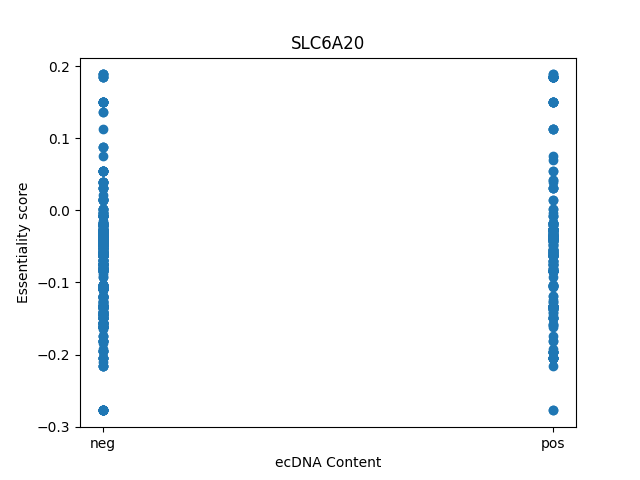 SLC6A20
Essentiality score
0.2
0.1
0.0
−0.1
−0.2
−0.3
neg
pos
ecDNA Content